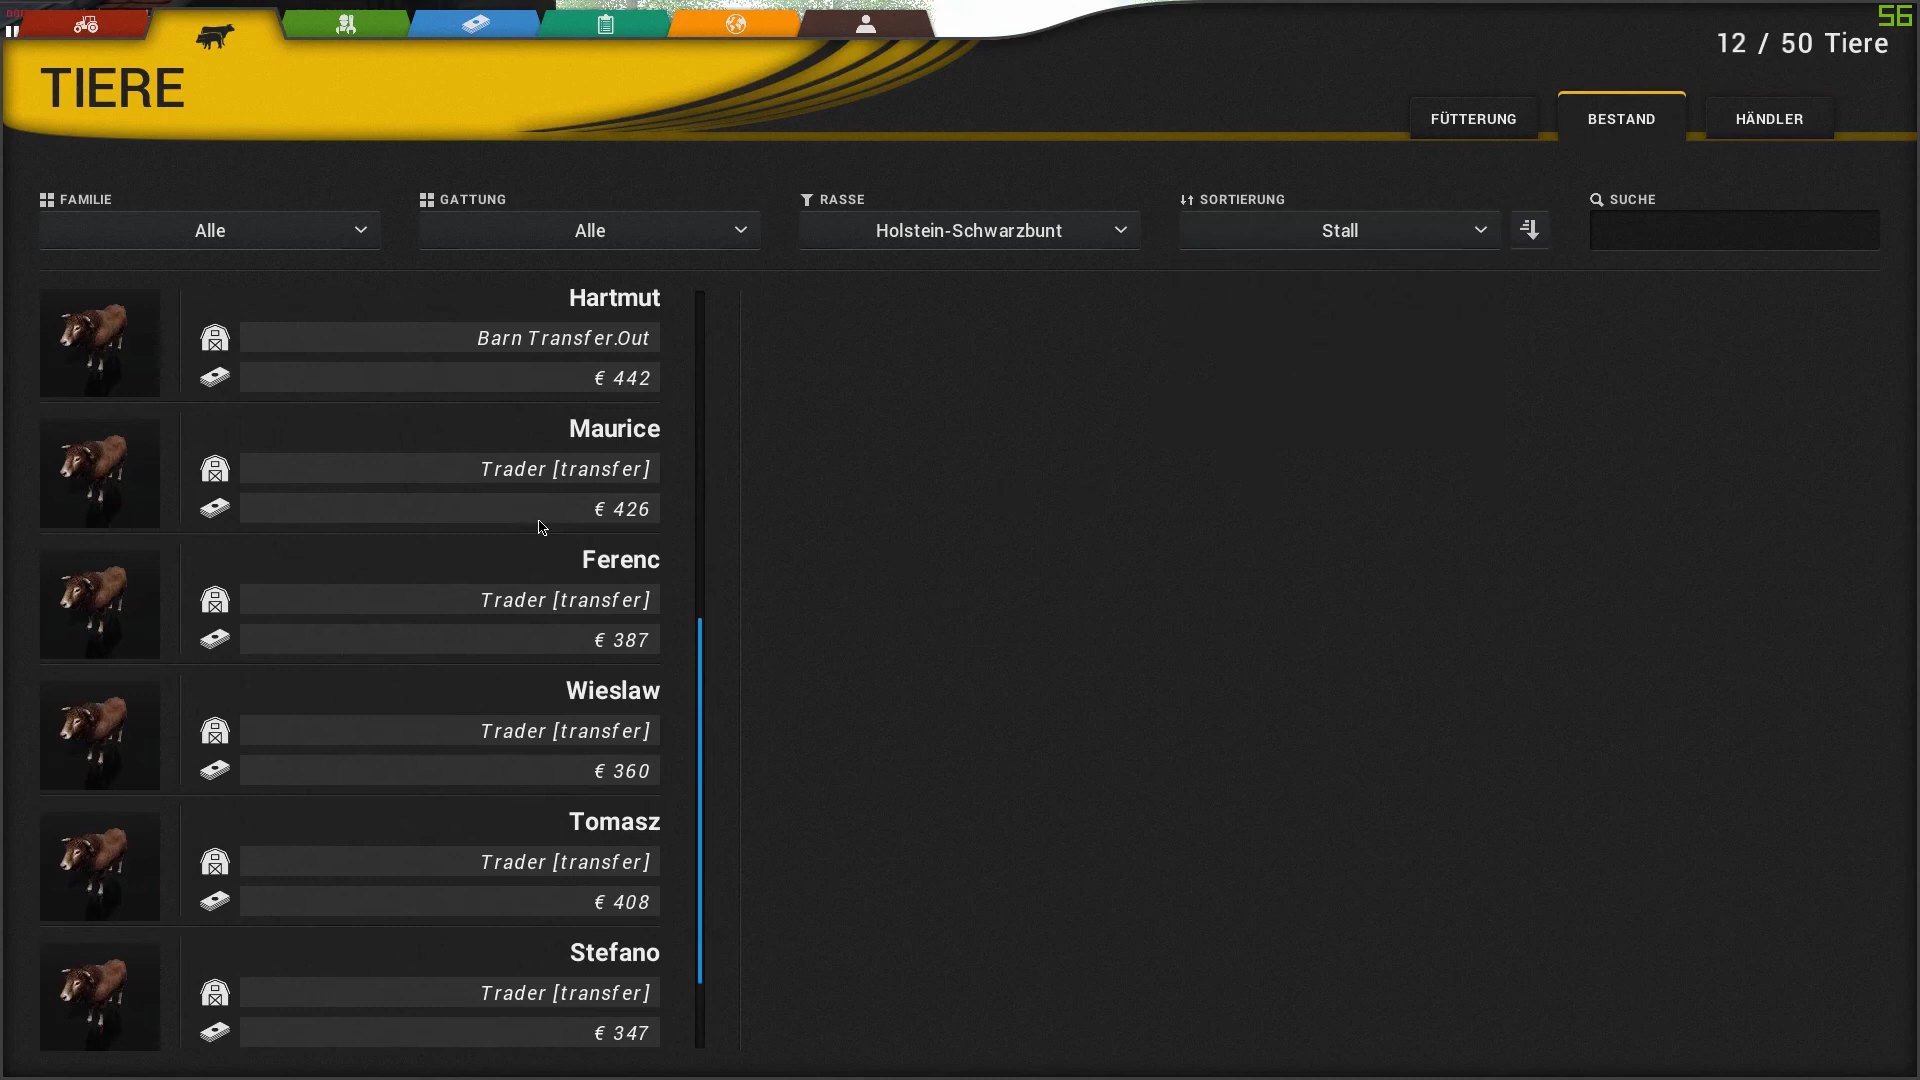 56
12 / 50 Tiere
TIERE
FÜTTERUNG
BESTAND
HÄNDLER
FAMILIE
GATTUNG
RASSE
SORTIERUNG
SUCHE
Alle
Alle
Holstein-Schwarzbunt
Stall
Hartmut
Barn Transfer.Out
€ 442
Maurice
Trader [transfer]
€ 426
Ferenc
Trader [transfer]
€ 387
Wieslaw
Trader [transfer]
€ 360
Tomasz
Trader [transfer]
€ 408
Stefano
Trader [transfer]
€ 347